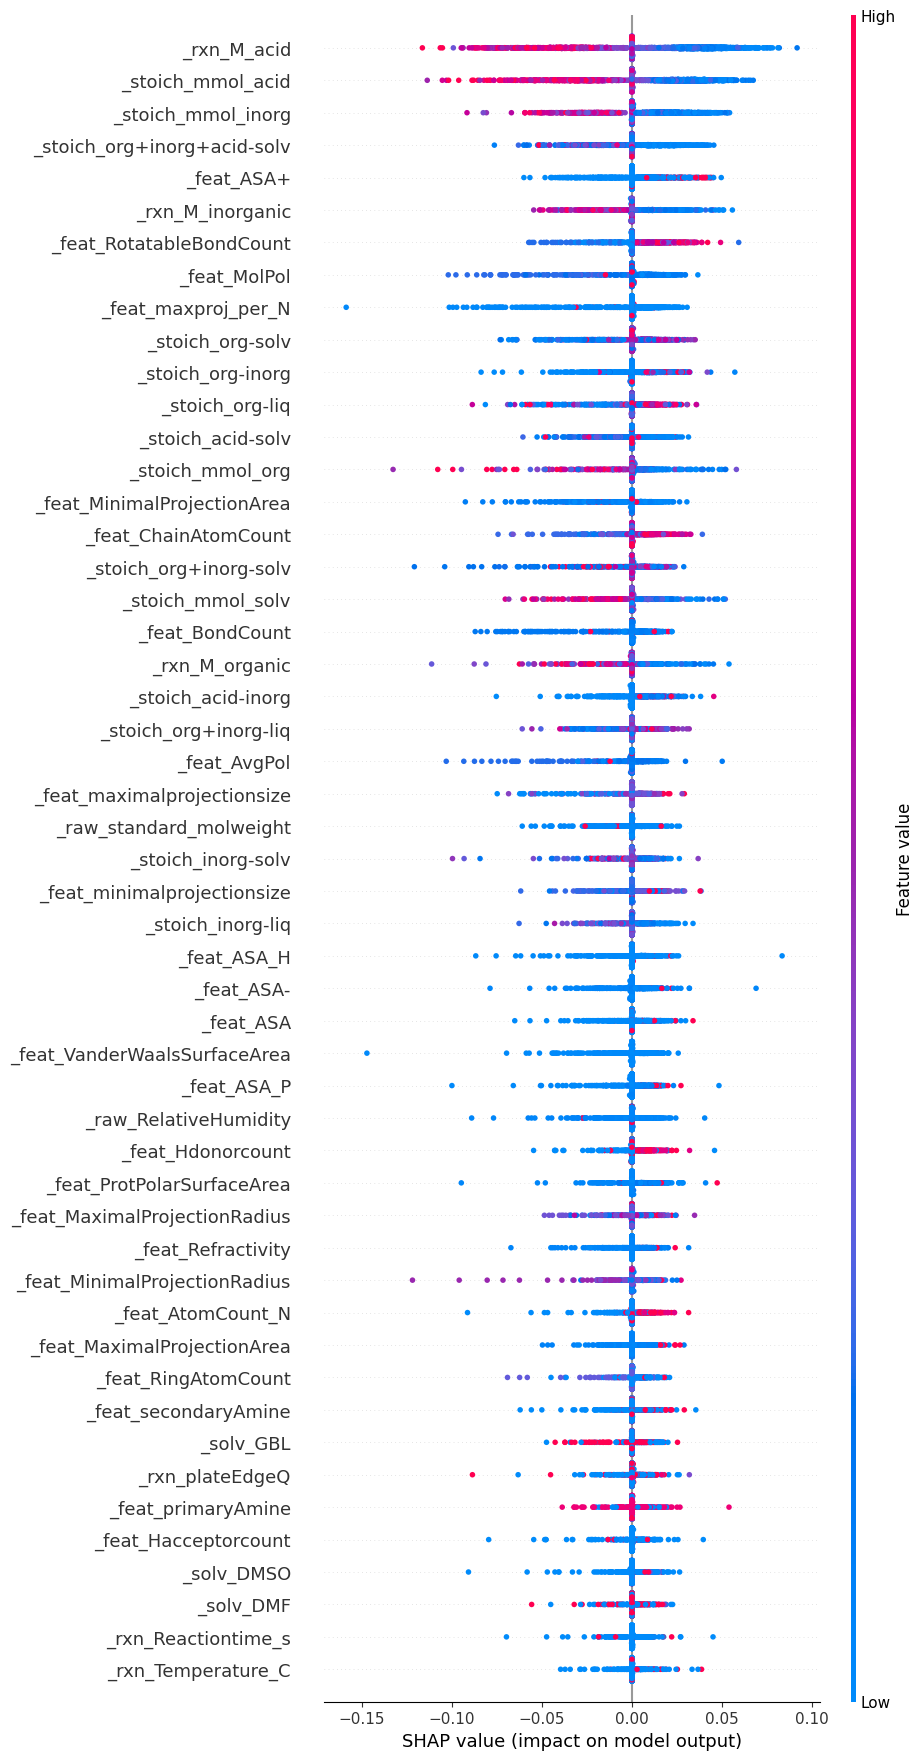 High
_rxn_M_acid
_stoich_mmol_acid
_stoich_mmol_inorg
_stoich_org+inorg+acid-solv
_feat_ASA+
_rxn_M_inorganic
_feat_RotatableBondCount
_feat_MolPol
_feat_maxproj_per_N
_stoich_org-solv
_stoich_org-inorg
_stoich_org-liq
_stoich_acid-solv
_stoich_mmol_org
_feat_MinimalProjectionArea
_feat_ChainAtomCount
_stoich_org+inorg-solv
_stoich_mmol_solv
_feat_BondCount
_rxn_M_organic
_stoich_acid-inorg
_stoich_org+inorg-liq
_feat_AvgPol
_feat_maximalprojectionsize
_raw_standard_molweight
_stoich_inorg-solv
_feat_minimalprojectionsize
_stoich_inorg-liq
_feat_ASA_H
_feat_ASA-
_feat_ASA
_feat_VanderWaalsSurfaceArea
_feat_ASA_P
_raw_RelativeHumidity
_feat_Hdonorcount
_feat_ProtPolarSurfaceArea
_feat_MaximalProjectionRadius
_feat_Refractivity
_feat_MinimalProjectionRadius
_feat_AtomCount_N
_feat_MaximalProjectionArea
_feat_RingAtomCount
_feat_secondaryAmine
_solv_GBL
_rxn_plateEdgeQ
_feat_primaryAmine
_feat_Hacceptorcount
_solv_DMSO
_solv_DMF
_rxn_Reactiontime_s
_rxn_Temperature_C
Low
Feature value
−0.15 −0.10 −0.05 0.00 0.05 0.10
SHAP value (impact on model output)